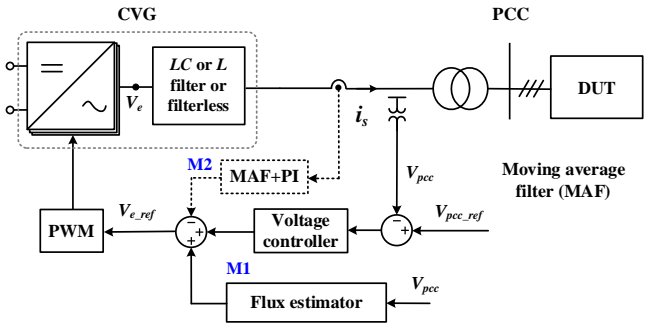 CVG
PCC
LC or L
filter or
filterless
V_e
i_s
DUT
M2
MAF+PI
V_pcc
Moving average
filter (MAF)
PWM
V_e_ref
−
+
+
Voltage
controller
−
+
V_pcc_ref
M1
Flux estimator
V_pcc